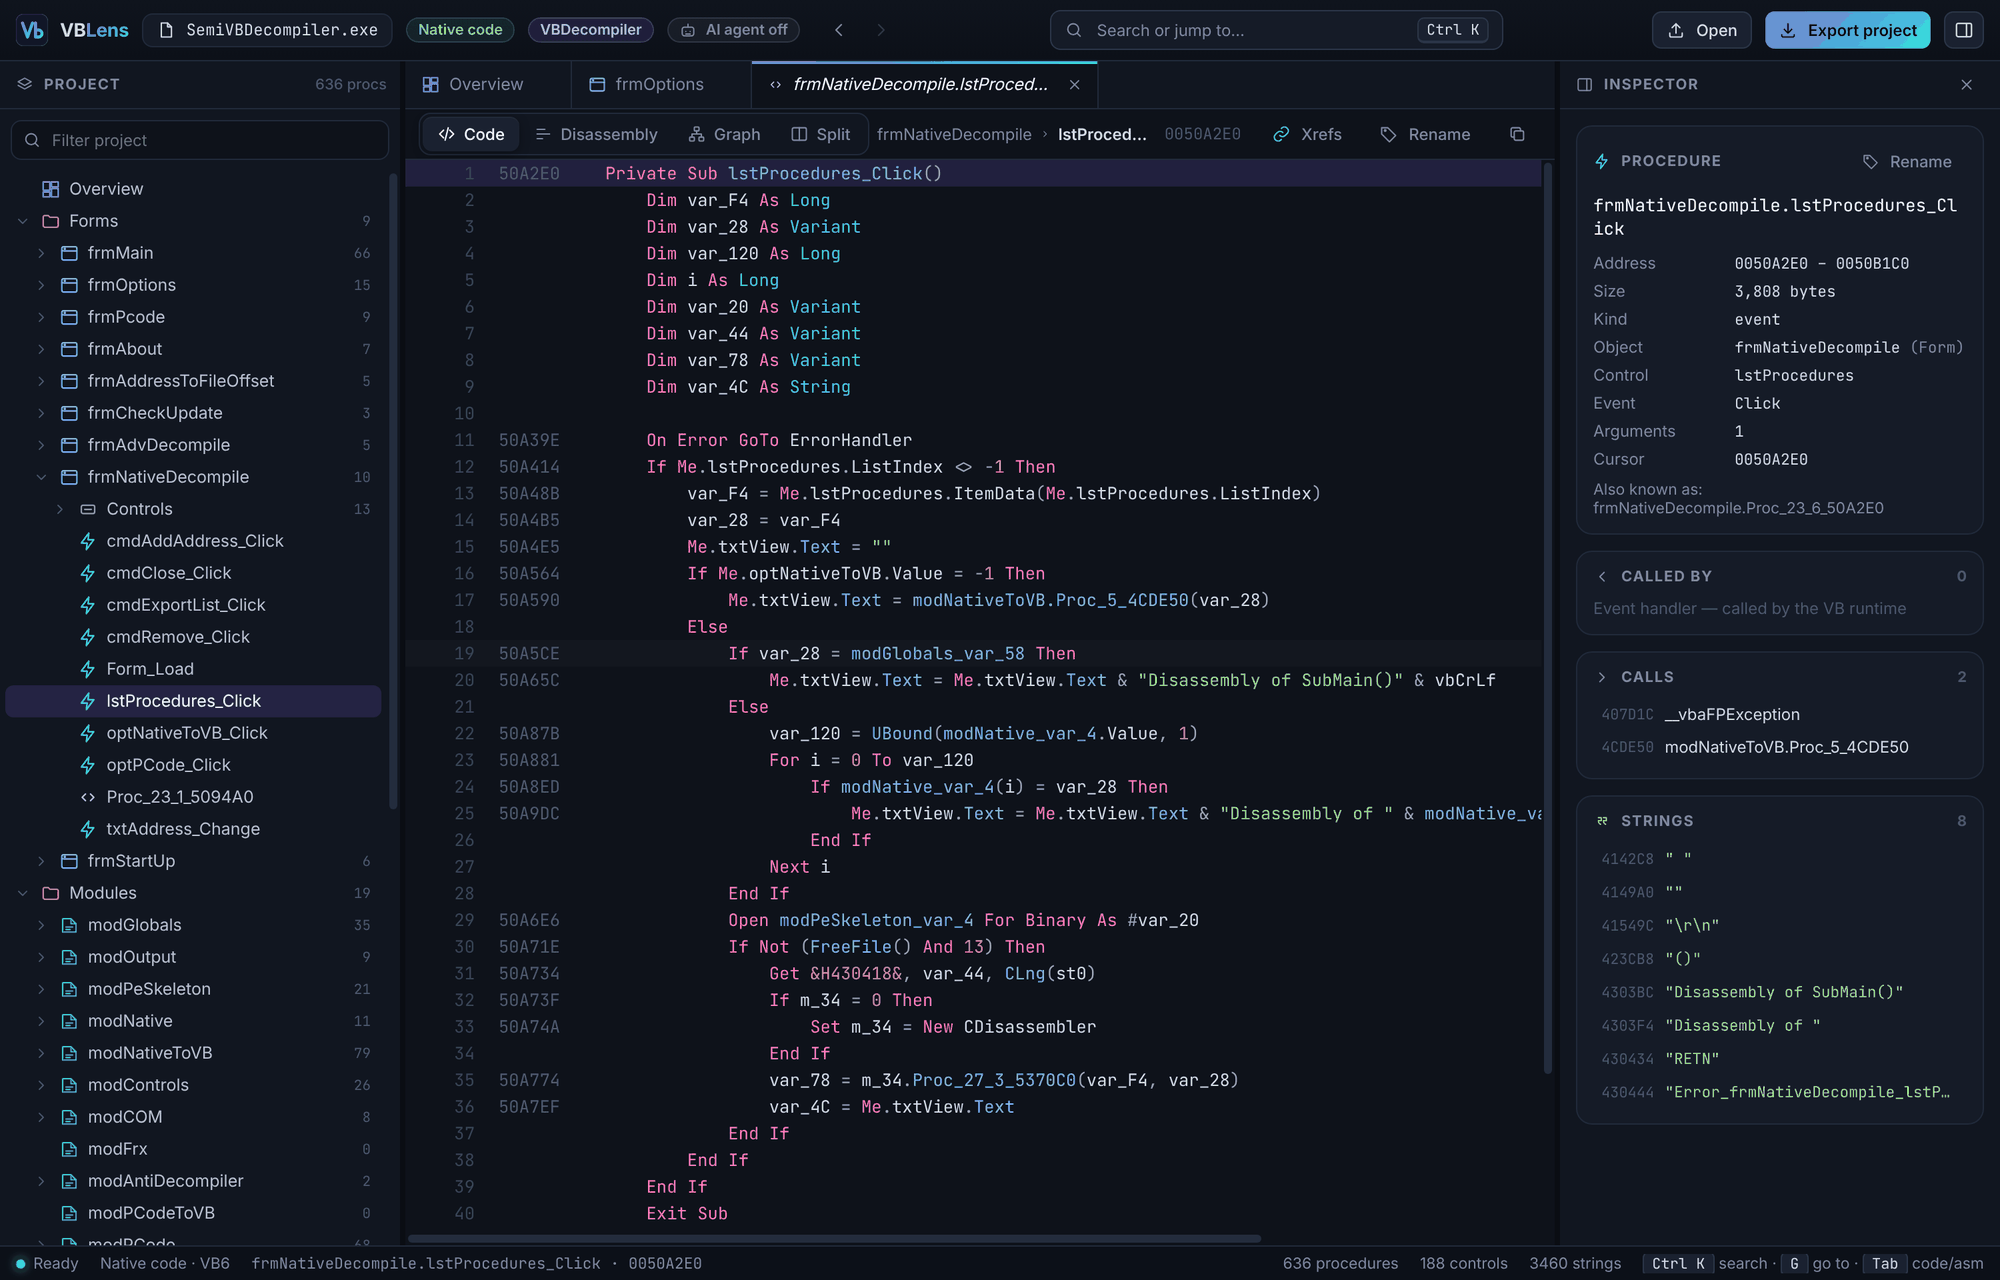 Vb VBLens SemiVBDecompiler.exe Native code VBDecompiler AI agent off Search or jump to... Ctrl K Open Export project
PROJECT 636 procs
Filter project
Overview
Forms 9
frmMain 66
frmOptions 15
frmPcode 9
frmAbout 7
frmAddressToFileOffset 5
frmCheckUpdate 3
frmAdvDecompile 5
frmNativeDecompile 10
Controls 13
cmdAddAddress_Click
cmdClose_Click
cmdExportList_Click
cmdRemove_Click
Form_Load
lstProcedures_Click
optNativeToVB_Click
optPCode_Click
Proc_23_1_5094A0
txtAddress_Change
frmStartUp 6
Modules 19
modGlobals 35
modOutput 9
modPeSkeleton 21
modNative 11
modNativeToVB 79
modControls 26
modCOM 8
modFrx 0
modAntiDecompiler 2
modPCodeToVB 0
modPCode 68
Overview frmOptions frmNativeDecompile.lstProced...
Code Disassembly Graph Split frmNativeDecompile › lstProced... 0050A2E0 Xrefs Rename
1 50A2E0 Private Sub lstProcedures_Click()
2 Dim var_F4 As Long
3 Dim var_28 As Variant
4 Dim var_120 As Long
5 Dim i As Long
6 Dim var_20 As Variant
7 Dim var_44 As Variant
8 Dim var_78 As Variant
9 Dim var_4C As String
10
11 50A39E On Error GoTo ErrorHandler
12 50A414 If Me.lstProcedures.ListIndex <> -1 Then
13 50A48B var_F4 = Me.lstProcedures.ItemData(Me.lstProcedures.ListIndex)
14 50A4B5 var_28 = var_F4
15 50A4E5 Me.txtView.Text = ""
16 50A564 If Me.optNativeToVB.Value = -1 Then
17 50A590 Me.txtView.Text = modNativeToVB.Proc_5_4CDE50(var_28)
18 Else
19 50A5CE If var_28 = modGlobals_var_58 Then
20 50A65C Me.txtView.Text = Me.txtView.Text & "Disassembly of SubMain()" & vbCrLf
21 Else
22 50A87B var_120 = UBound(modNative_var_4.Value, 1)
23 50A881 For i = 0 To var_120
24 50A8ED If modNative_var_4(i) = var_28 Then
25 50A9DC Me.txtView.Text = Me.txtView.Text & "Disassembly of " & modNative_va
26 End If
27 Next i
28 End If
29 50A6E6 Open modPeSkeleton_var_4 For Binary As #var_20
30 50A71E If Not (FreeFile() And 13) Then
31 50A734 Get &H430418&, var_44, CLng(st0)
32 50A73F If m_34 = 0 Then
33 50A74A Set m_34 = New CDisassembler
34 End If
35 50A774 var_78 = m_34.Proc_27_3_5370C0(var_F4, var_28)
36 50A7EF var_4C = Me.txtView.Text
37 End If
38 End If
39 End If
40 Exit Sub
INSPECTOR
PROCEDURE Rename
frmNativeDecompile.lstProcedures_Cl
ick
Address 0050A2E0 – 0050B1C0
Size 3,808 bytes
Kind event
Object frmNativeDecompile (Form)
Control lstProcedures
Event Click
Arguments 1
Cursor 0050A2E0
Also known as:
frmNativeDecompile.Proc_23_6_50A2E0
CALLED BY 0
Event handler — called by the VB runtime
CALLS 2
407D1C __vbaFPException
4CDE50 modNativeToVB.Proc_5_4CDE50
STRINGS 8
4142C8 " "
4149A0 ""
41549C "\r\n"
423CB8 "()"
4303BC "Disassembly of SubMain()"
4303F4 "Disassembly of "
430434 "RETN"
430444 "Error_frmNativeDecompile_lstP…
Ready Native code · VB6 frmNativeDecompile.lstProcedures_Click · 0050A2E0 636 procedures 188 controls 3460 strings Ctrl K search · G go to · Tab code/asm